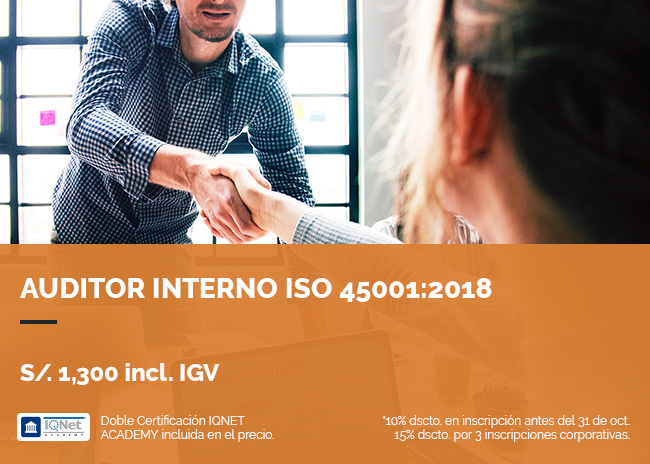 AUDITOR INTERNO ISO 45001:2018
S/. 1,300 incl. IGV
IQNet
ACADEMY
Doble Certificación IQNET
ACADEMY incluida en el precio.
*10% dscto. en inscripción antes del 31 de oct.
15% dscto. por 3 inscripciones corporativas.